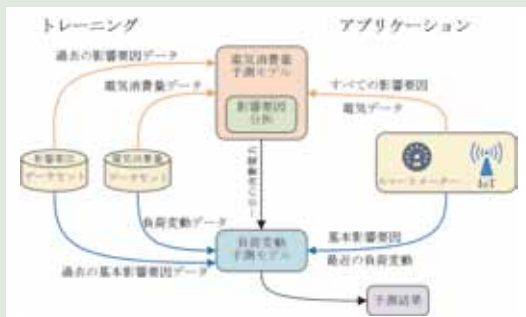 トレーニング
アプリケーション
過去の影響要因データ
電気消費量データ
電気消費量
予測モデル
影響要因
分析
すべての影響要因
電気データ
影響要因
データセット
電気消費量
データセット
スマートメーター
IoT
負荷変動データ
過去の基本影響要因データ
負荷変動
予測モデル
基本影響要因
最近の負荷変動
予測結果